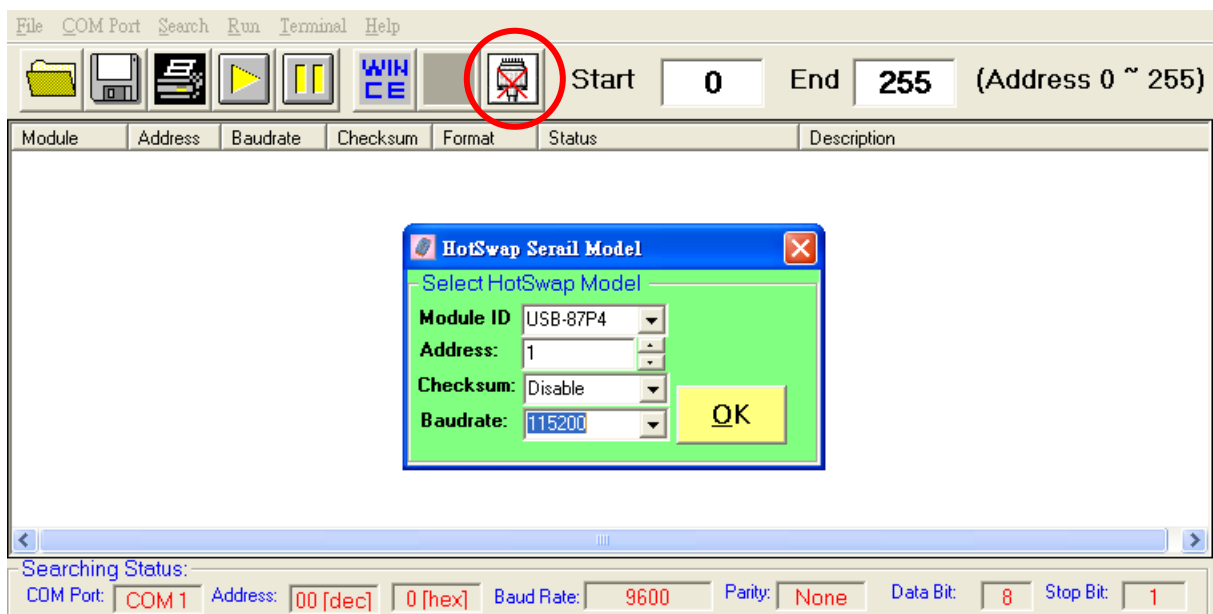 File COM Port Search Run Terminal Help
WIN CE Start 0 End 255 (Address 0 ~ 255)
Module Address Baudrate Checksum Format Status Description
HotSwap Serail Model
Select HotSwap Model
Module ID USB-87P4
Address: 1
Checksum: Disable
Baudrate: 115200
OK
Searching Status:
COM Port: COM 1 Address: 00 [dec] 0 [hex] Baud Rate: 9600 Parity: None Data Bit: 8 Stop Bit: 1